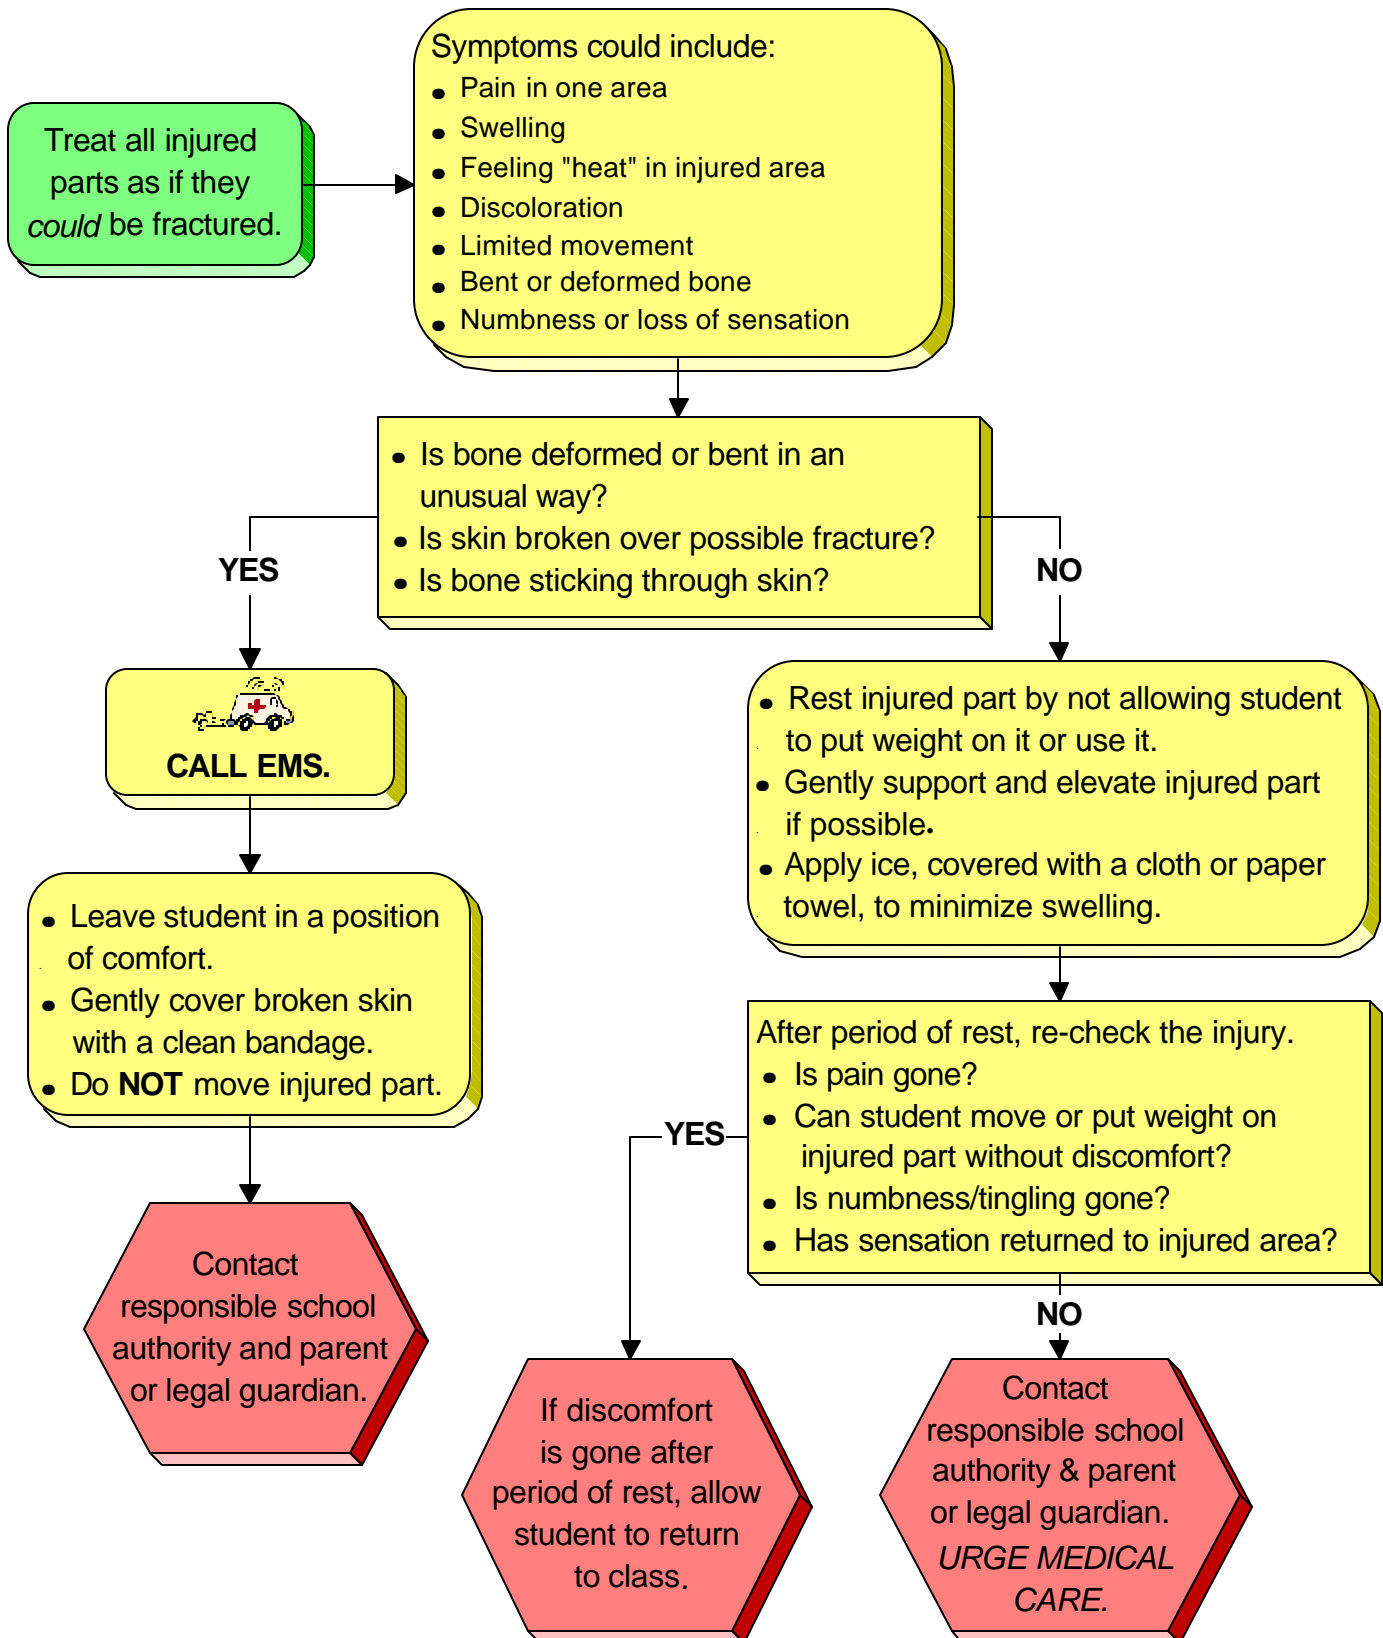 Symptoms could include:
• Pain in one area
• Swelling
• Feeling "heat" in injured area
• Discoloration
• Limited movement
• Bent or deformed bone
• Numbness or loss of sensation
Treat all injured
parts as if they
could be fractured.
• Is bone deformed or bent in an
unusual way?
• Is skin broken over possible fracture?
• Is bone sticking through skin?
YES
NO
CALL EMS.
• Leave student in a position
of comfort.
• Gently cover broken skin
with a clean bandage.
• Do NOT move injured part.
Contact
responsible school
authority and parent
or legal guardian.
• Rest injured part by not allowing student
to put weight on it or use it.
• Gently support and elevate injured part
if possible.
• Apply ice, covered with a cloth or paper
towel, to minimize swelling.
After period of rest, re-check the injury.
• Is pain gone?
• Can student move or put weight on
injured part without discomfort?
• Is numbness/tingling gone?
• Has sensation returned to injured area?
YES
NO
If discomfort
is gone after
period of rest, allow
student to return
to class.
Contact
responsible school
authority & parent
or legal guardian.
URGE MEDICAL
CARE.